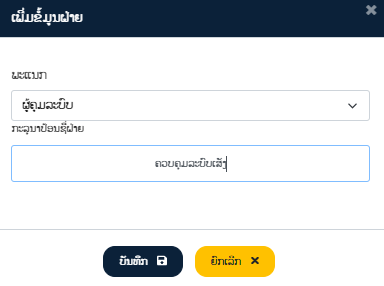 ເພີ່ມຂໍ້ມູນຝ່າຍ
ພະແນກ
ຜູ້ຄຸມລະບົບ
ກະລຸນາປ້ອນຊື່ຝ່າຍ
ຄວບຄຸມລະບົບເສັງ
ບັນທຶກ
ຍົກເລີກ